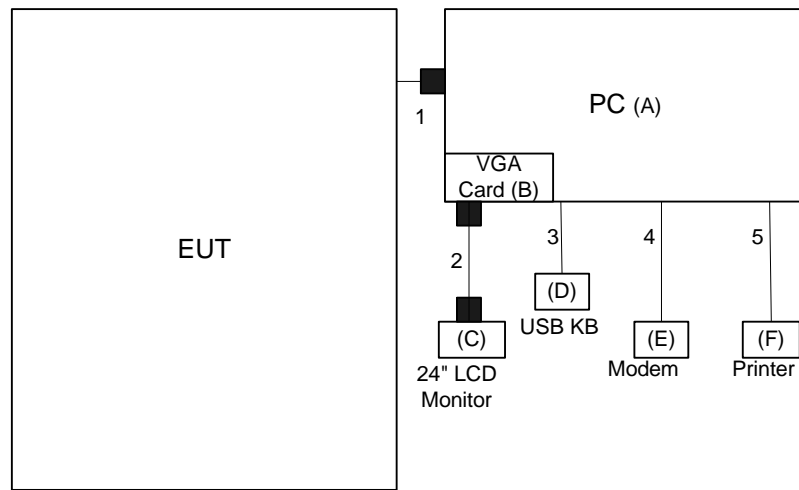 EUT
1
PC (A)
VGA
Card (B)
2
3
4
5
(C)
24" LCD
Monitor
(D)
USB KB
(E)
Modem
(F)
Printer